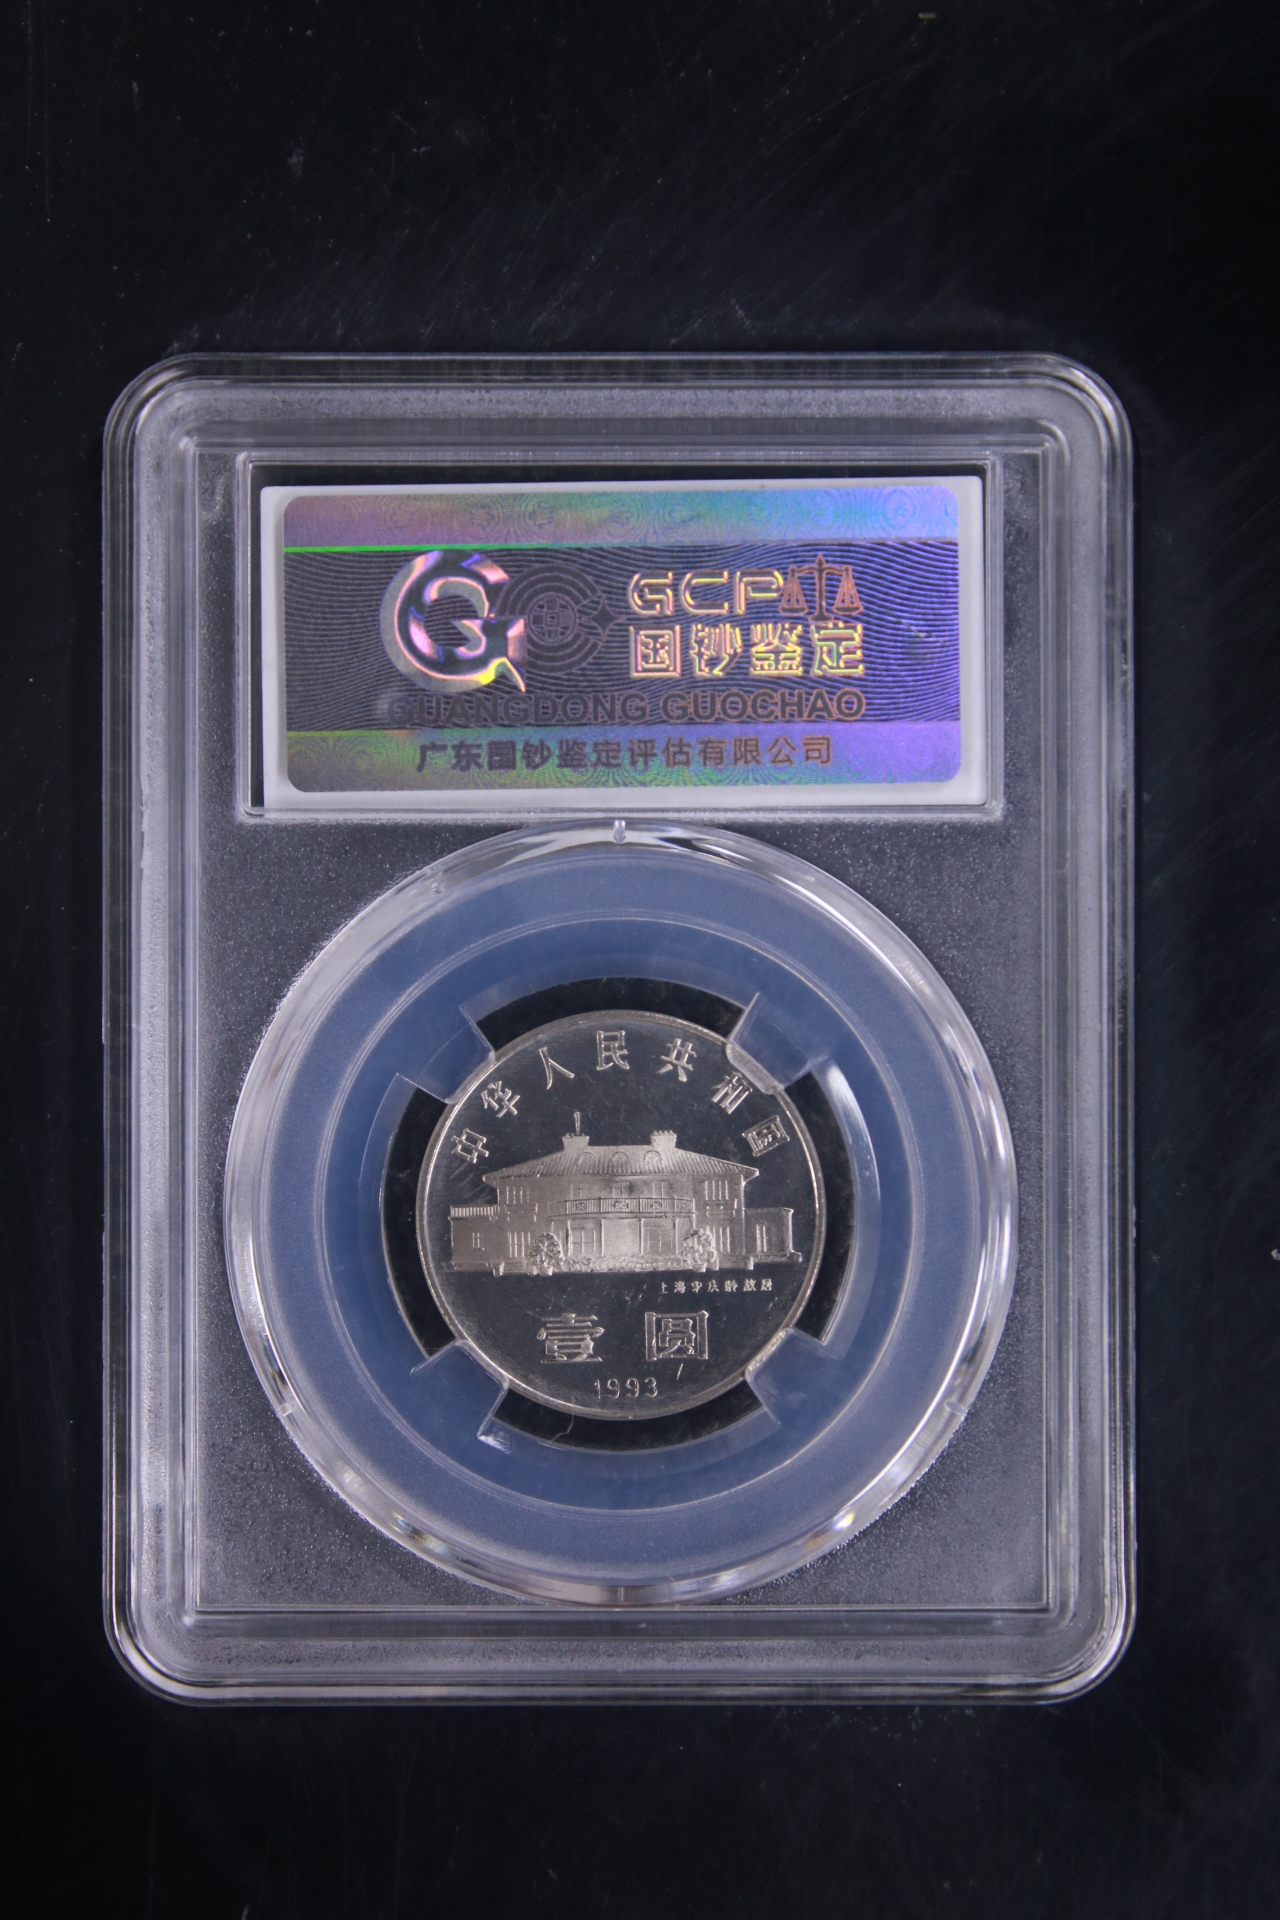 GCP
国钞鉴定
GUANGDONG GUOCHAO
广东国钞鉴定评估有限公司
中华人民共和国
上海宋庆龄故居
壹圆
1993